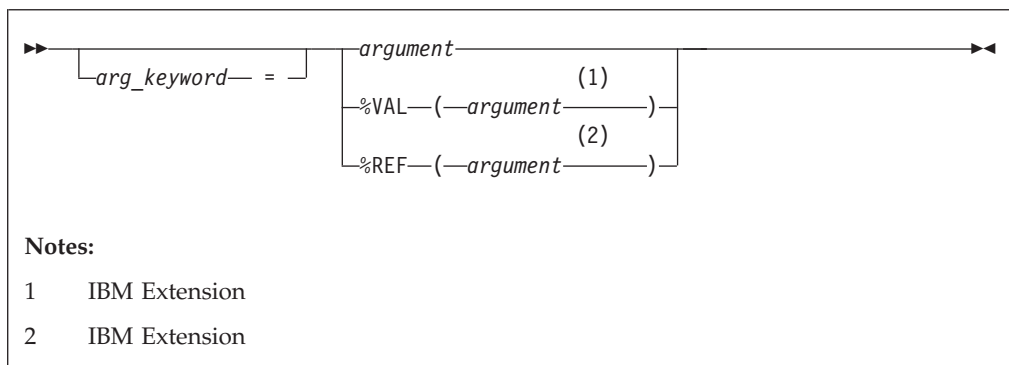 argument
arg_keyword =
(1)
%VAL ( argument )
(2)
%REF ( argument )
Notes:
1 IBM Extension
2 IBM Extension